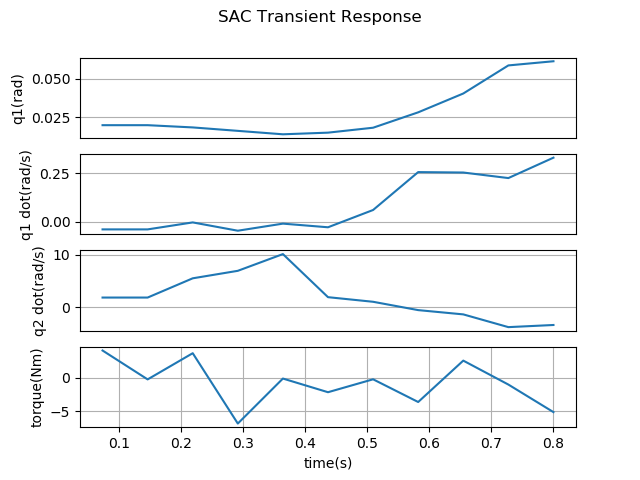 SAC Transient Response
q1(rad)
0.050
0.025
q1 dot(rad/s)
0.25
0.00
q2 dot(rad/s)
10
0
torque(Nm)
0
−5
0.1 0.2 0.3 0.4 0.5 0.6 0.7 0.8
time(s)